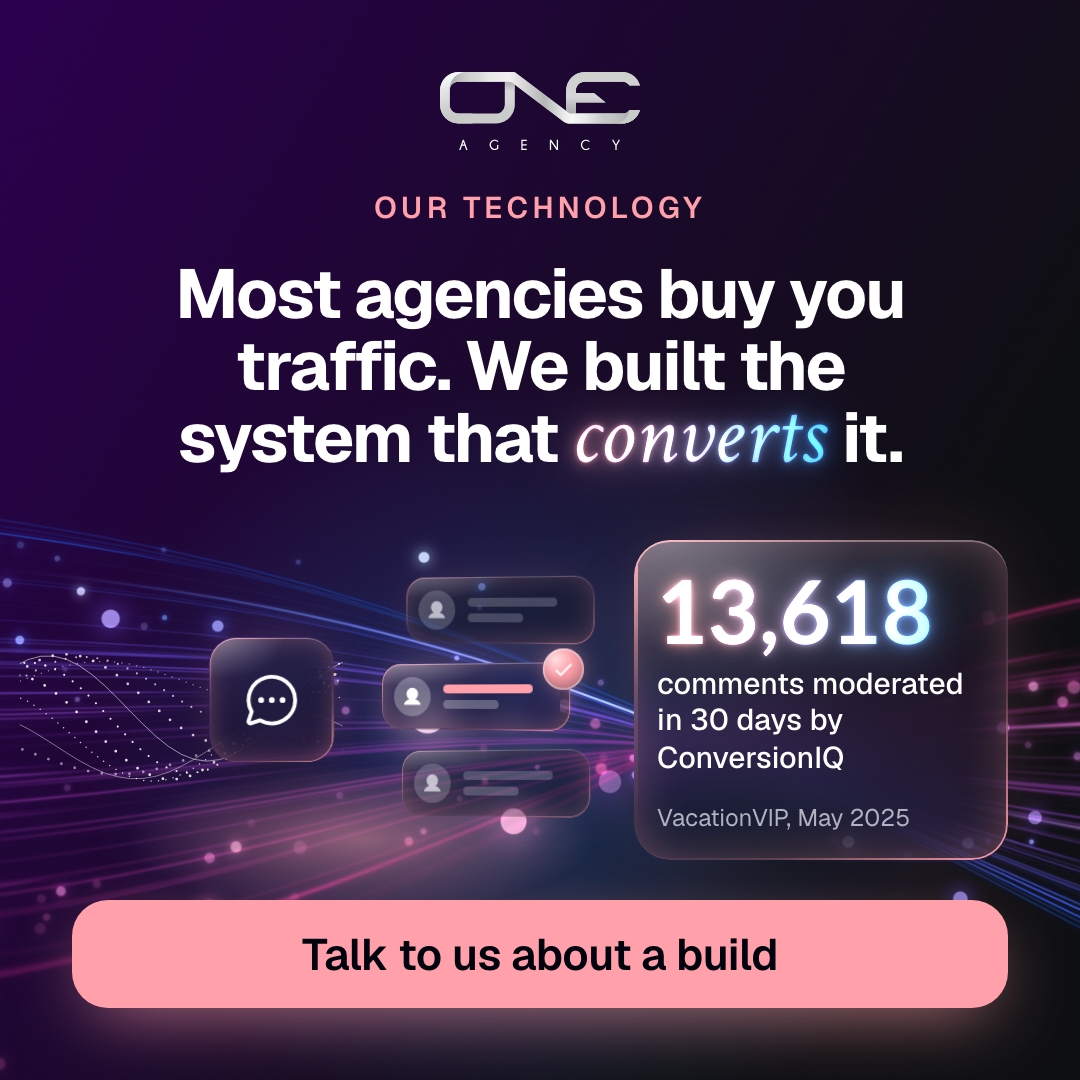 ONE
AGENCY
OUR TECHNOLOGY
Most agencies buy you
traffic. We built the
system that converts it.
13,618
comments moderated
in 30 days by
ConversionIQ
VacationVIP, May 2025
Talk to us about a build